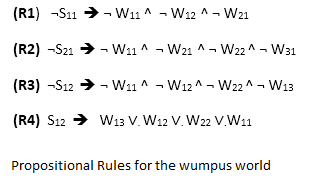 (R1) ¬S₁₁ ➔ ¬ W₁₁ ^ ¬ W₁₂ ^ ¬ W₂₁
(R2) ¬S₂₁ ➔ ¬ W₁₁ ^ ¬ W₂₁ ^ ¬ W₂₂ ^ ¬ W₃₁
(R3) ¬S₁₂ ➔ ¬ W₁₁ ^ ¬ W₁₂ ^ ¬ W₂₂ ^ ¬ W₁₃
(R4) S₁₂ ➔ W₁₃ V. W₁₂ V. W₂₂ V.W₁₁
Propositional Rules for the wumpus world